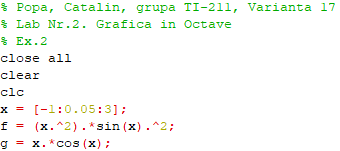 % Popa, Catalin, grupa TI-211, Varianta 17
% Lab Nr.2. Grafica in Octave
% Ex.2
close all
clear
clc
x = [-1:0.05:3];
f = (x.^2).*sin(x).^2;
g = x.*cos(x);